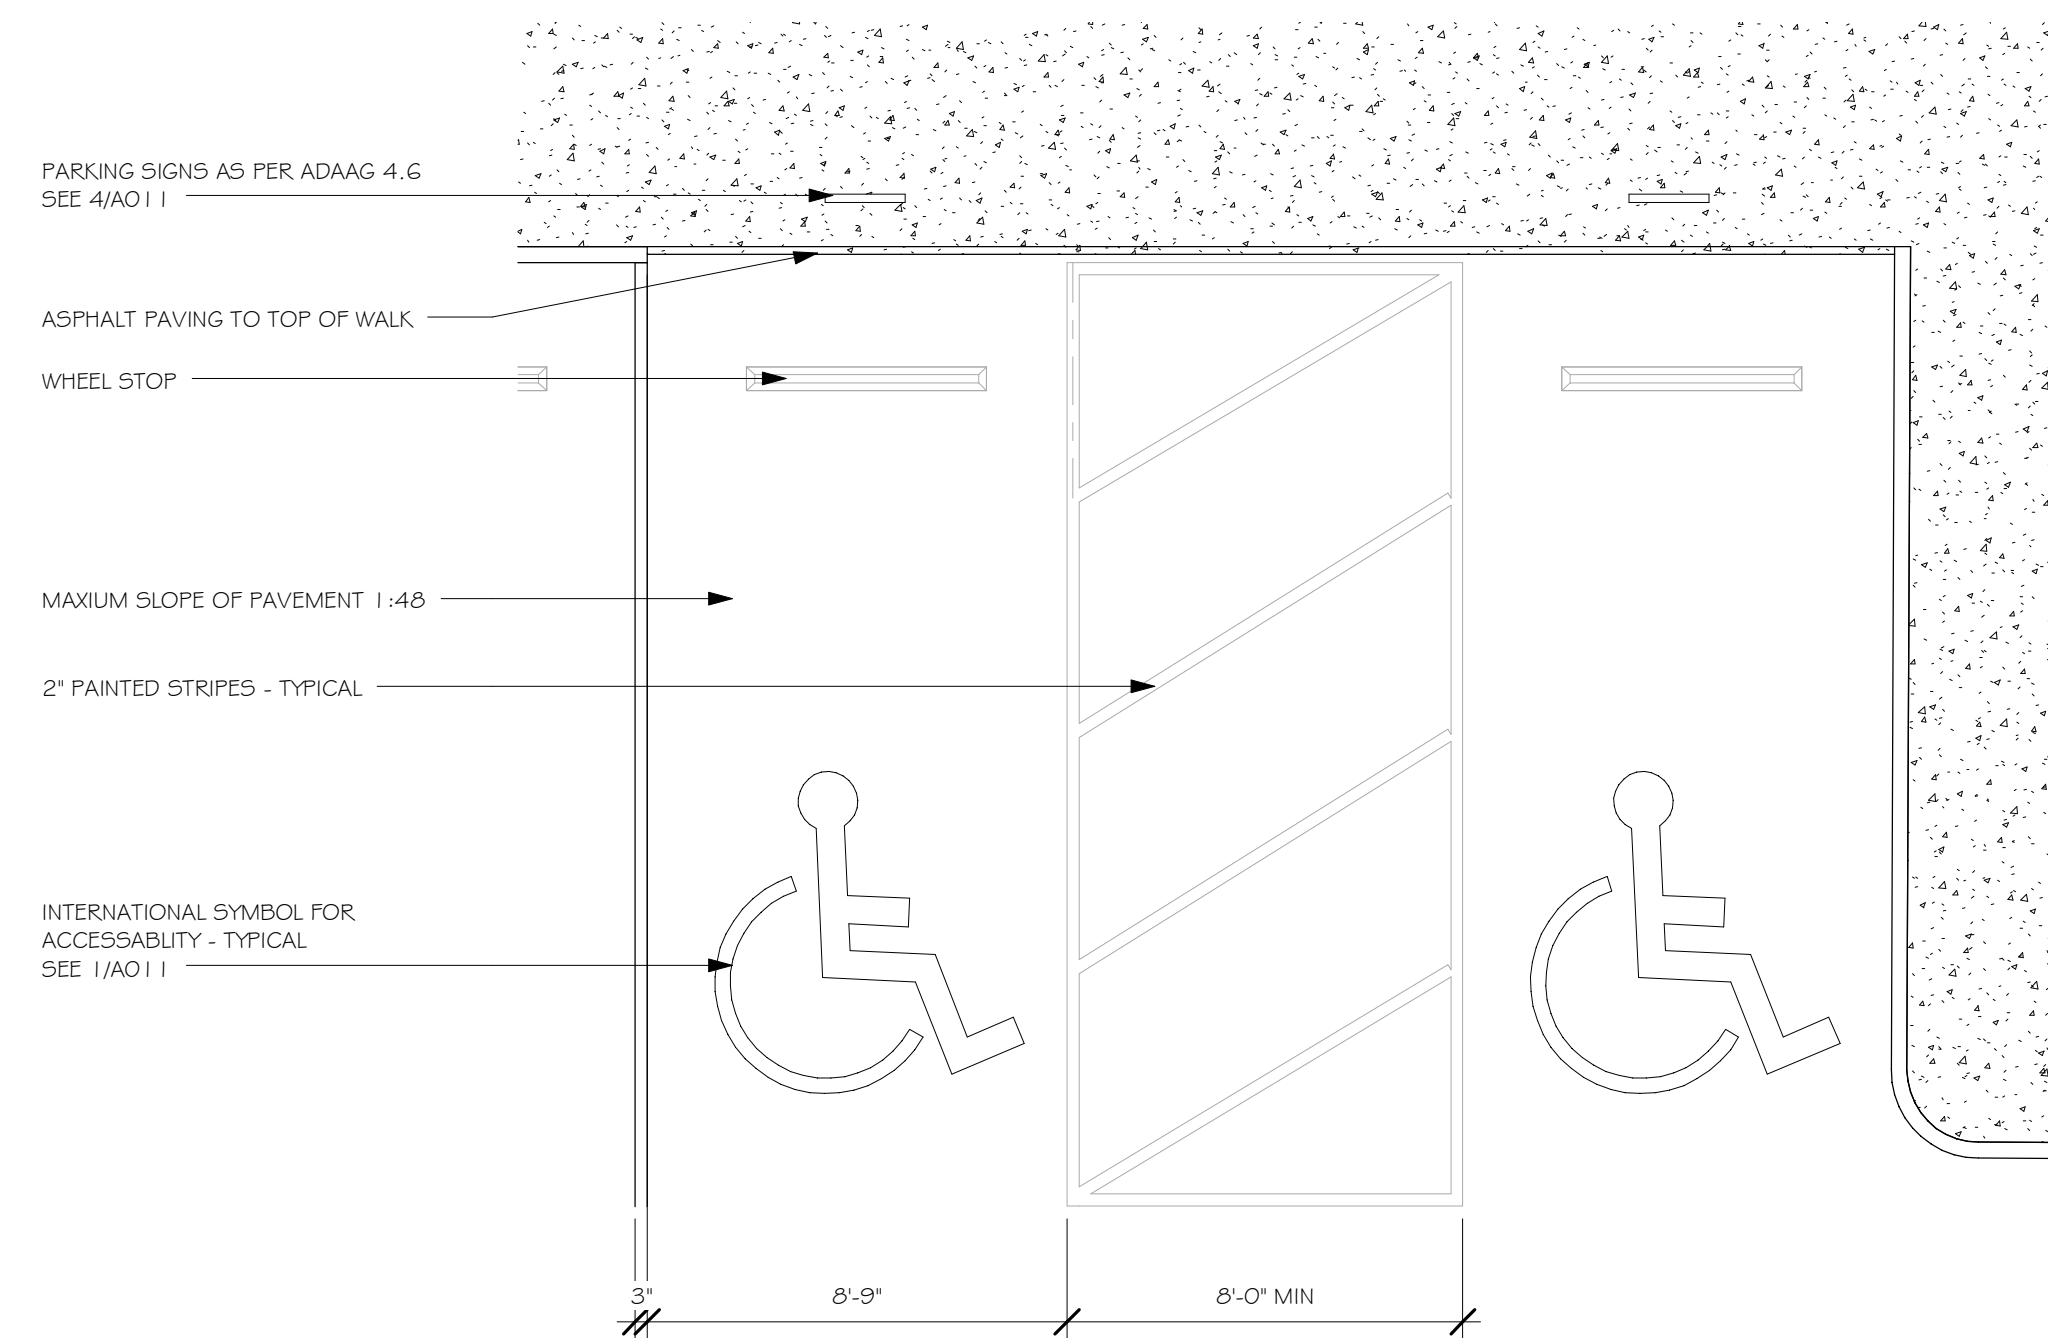 PARKING SIGNS AS PER ADAAG 4.6
SEE 4/A011
ASPHALT PAVING TO TOP OF WALK
WHEEL STOP
MAXIUM SLOPE OF PAVEMENT 1:48
2" PAINTED STRIPES - TYPICAL
INTERNATIONAL SYMBOL FOR
ACCESSABLITY - TYPICAL
SEE 1/A011
3" 8'-9" 8'-0" MIN